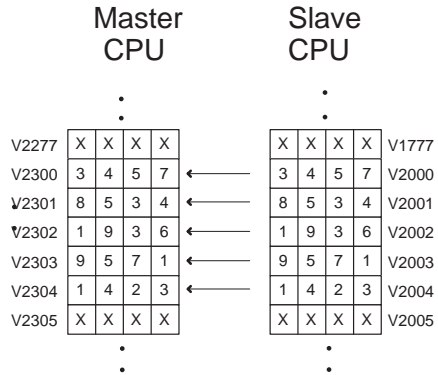 Master CPU
Slave CPU
V2277 X X X X X X X X V1777
V2300 3 4 5 7 3 4 5 7 V2000
V2301 8 5 3 4 8 5 3 4 V2001
V2302 1 9 3 6 1 9 3 6 V2002
V2303 9 5 7 1 9 5 7 1 V2003
V2304 1 4 2 3 1 4 2 3 V2004
V2305 X X X X X X X X V2005